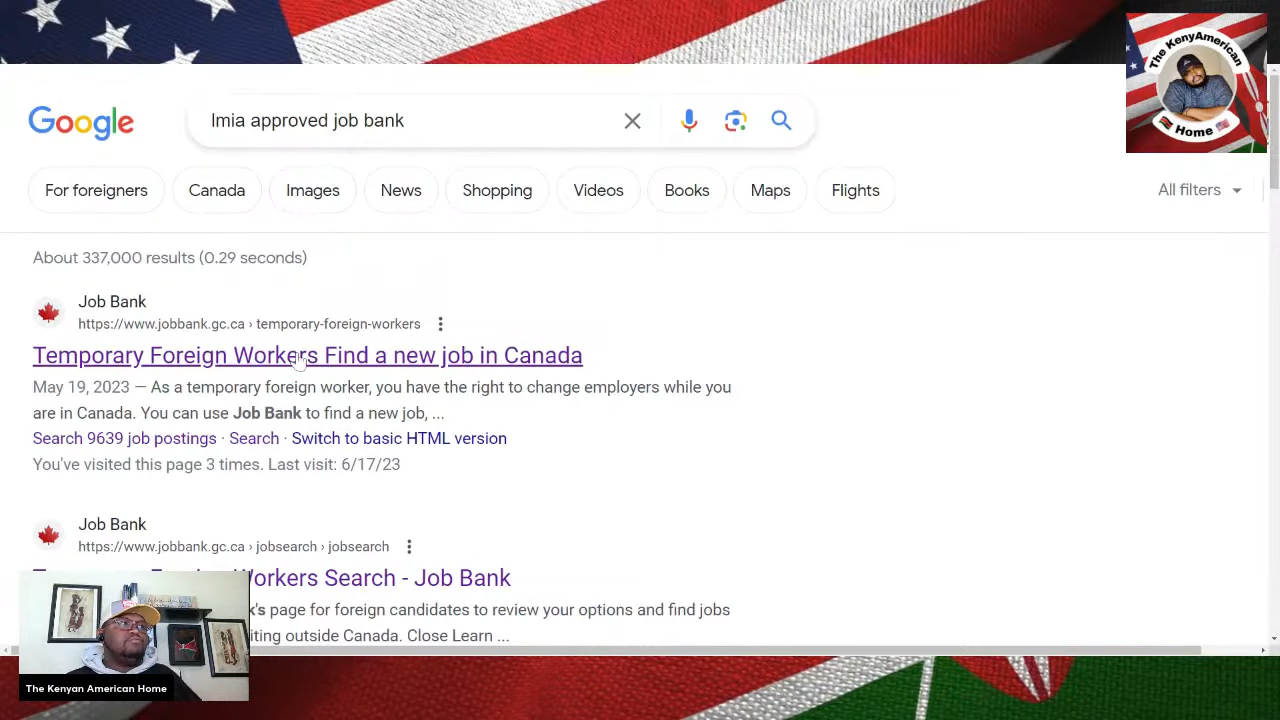 The KenyAmerican
Home
Google
lmia approved job bank
For foreigners
Canada
Images
News
Shopping
Videos
Books
Maps
Flights
All filters
About 337,000 results (0.29 seconds)
Job Bank
https://www.jobbank.gc.ca › temporary-foreign-workers
Temporary Foreign Workers Find a new job in Canada
May 19, 2023 — As a temporary foreign worker, you have the right to change employers while you
are in Canada. You can use Job Bank to find a new job, ...
Search 9639 job postings · Search · Switch to basic HTML version
You've visited this page 3 times. Last visit: 6/17/23
Job Bank
https://www.jobbank.gc.ca › jobsearch › jobsearch
Workers Search - Job Bank
page for foreign candidates to review your options and find jobs
outside Canada. Close Learn ...
The Kenyan American Home